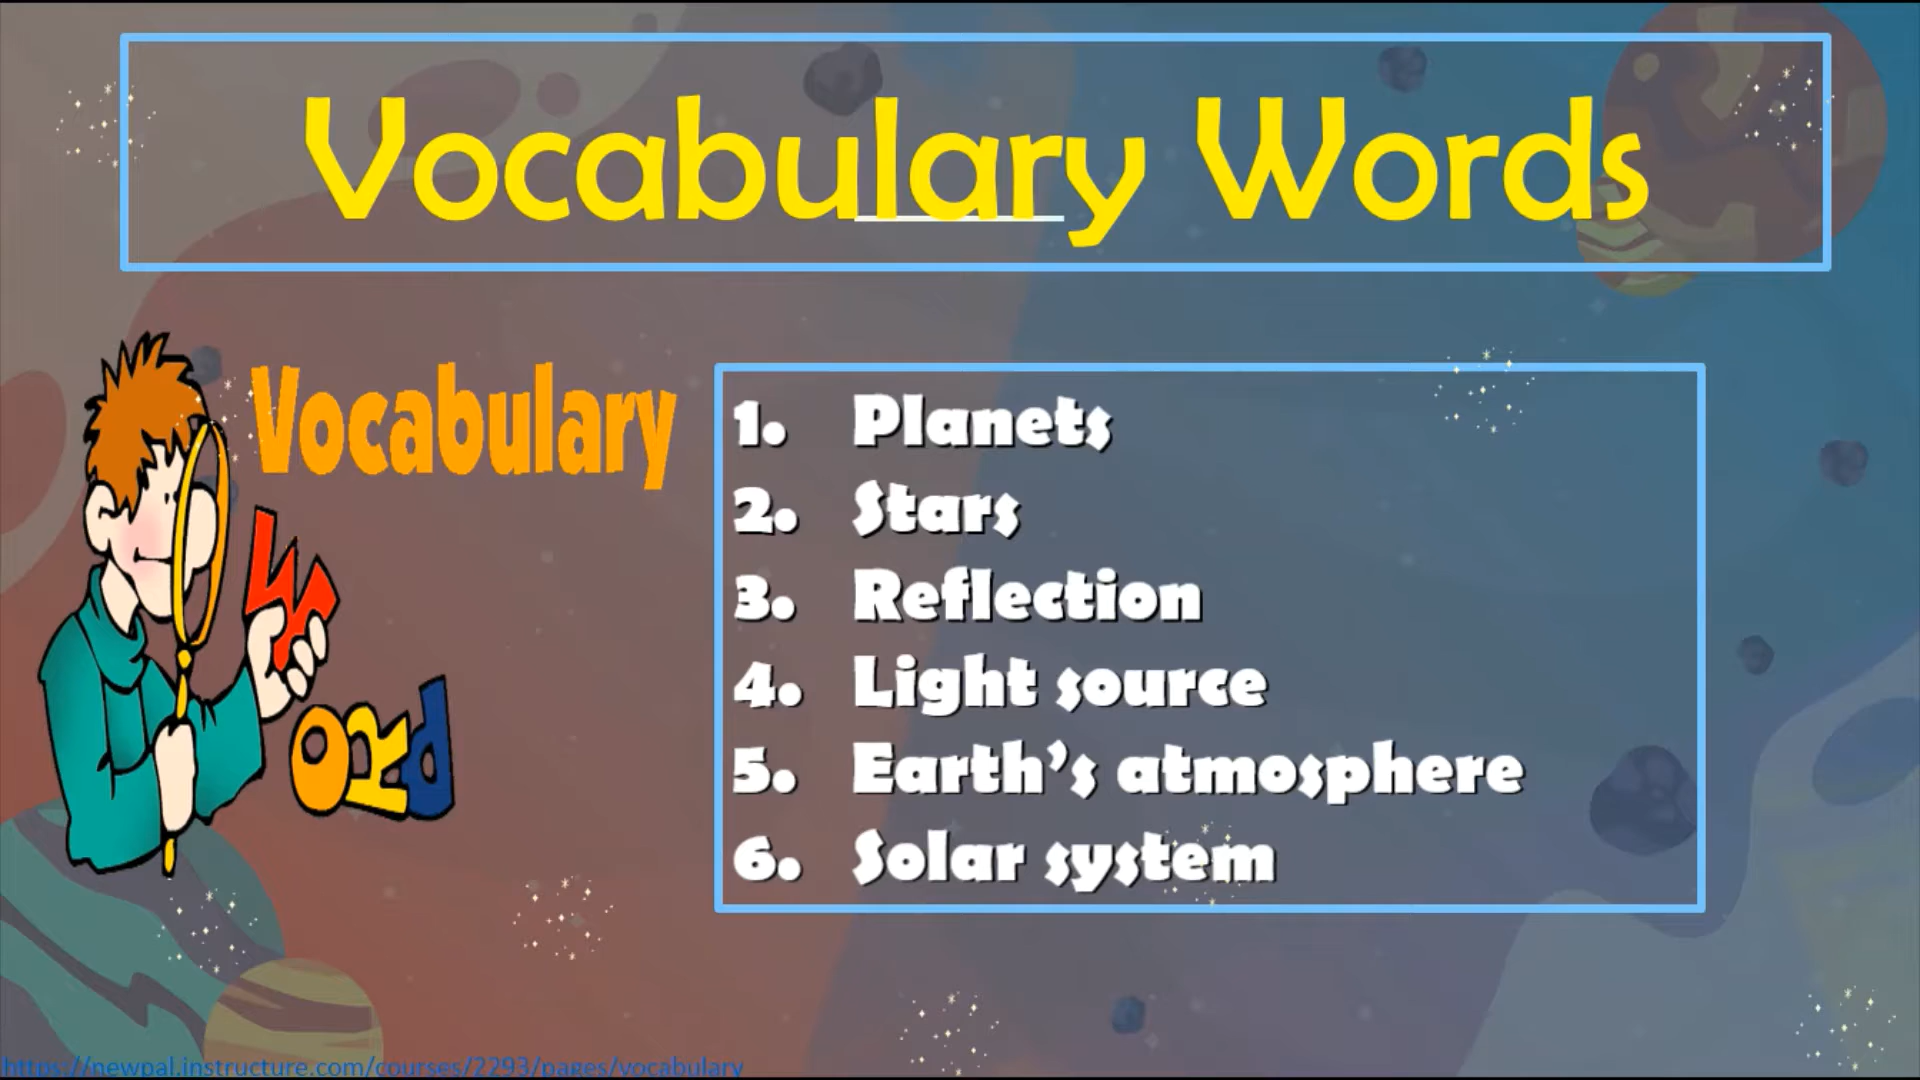 Vocabulary Words
Vocabulary
Word
1. Planets
2. Stars
3. Reflection
4. Light source
5. Earth's atmosphere
6. Solar system
https://newpal.instructure.com/courses/2293/pages/vocabulary